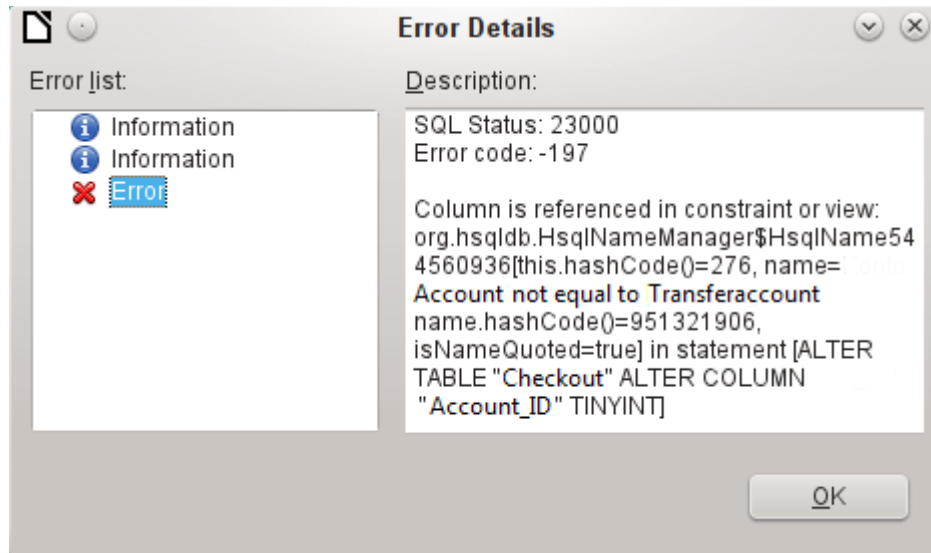 Error Details
Error list:
Information
Information
Error
Description:
SQL Status: 23000
Error code: -197
Column is referenced in constraint or view:
org.hsqldb.HsqlNameManager$HsqlName54
4560936[this.hashCode()=276, name=
Account not equal to Transferaccount
name.hashCode()=951321906,
isNameQuoted=true] in statement [ALTER
TABLE "Checkout" ALTER COLUMN
"Account_ID" TINYINT]
OK